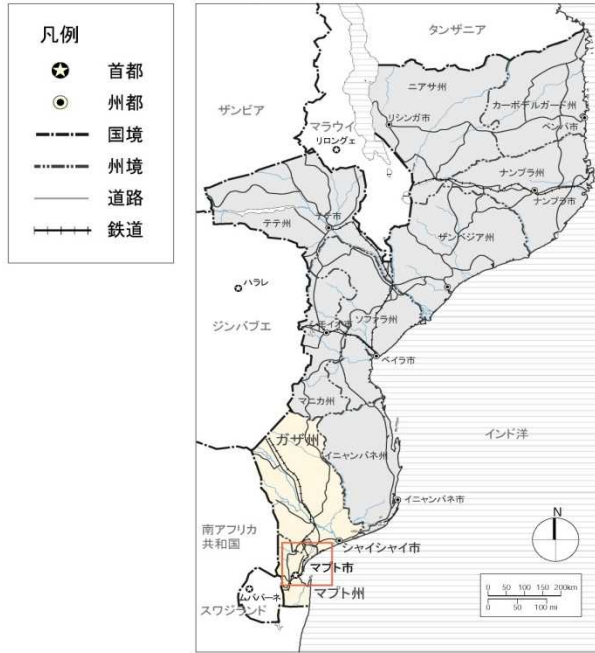 凡例
首都
州都
国境
州境
道路
鉄道
タンザニア
ザンビア
ニアサ州
カーボデルガード州
マラウイ
リロングェ
リシンガ市
ペンバ市
ナンプラ州
ナンプラ市
テテ州
テテ市
ザンベジア州
ハラレ
ジンバブエ
シモイオ市
ソファラ州
ベイラ市
マニカ州
インド洋
ガザ州
イニャンバネ州
イニャンバネ市
南アフリカ
共和国
シャイシャイ市
マプト市
ムババーネ
マプト州
スワジランド
N
0 50 100 150 200km
0 50 100 mi